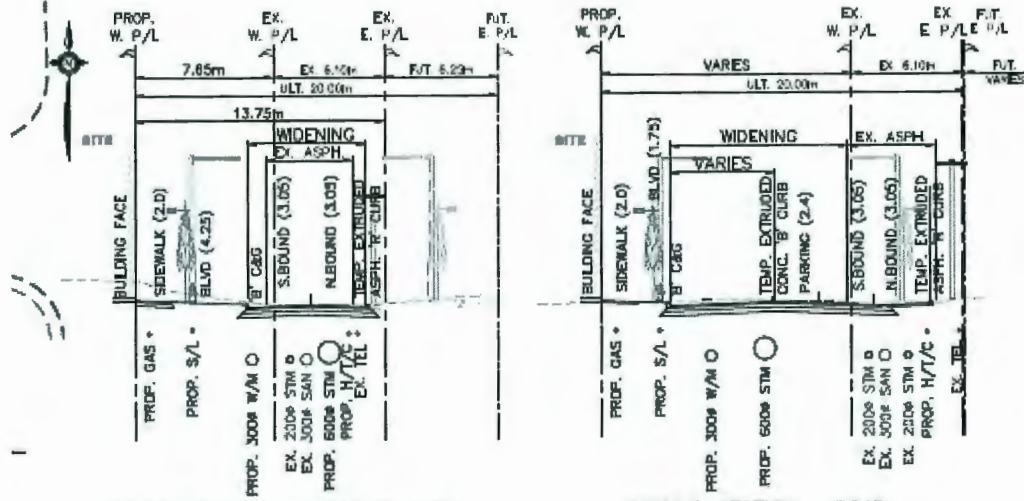 PROP.
W. P/L
EX.
W. P/L
EX.
E. P/L
FUT.
E. P/L
7.65m
EX. 6.10m
FUT 6.25m
ULT. 20.00m
13.75m
WIDENING
EX. ASPH.
SITE
BUILDING FACE
SIDEWALK (2.0)
BLVD (4.25)
'B' C&G
S.BOUND (3.05)
N.BOUND (3.05)
TEMP. EXTRUDED
ASPH. 'R' CURB
PROP. GAS
PROP. S/L
PROP. 300ø W/M
EX. 200ø STM
EX. 300ø SAN
PROP. 600ø STM
PROP. H/T/C
EX. TEL
PROP.
W. P/L
EX.
W. P/L
EX.
E P/L
FUT.
E P/L
VARIES
EX. 6.10m
FUT.
VARIES
ULT. 20.00m
WIDENING
EX. ASPH.
VARIES
SITE
BUILDING FACE
SIDEWALK (2.0)
BLVD (1.75)
'B' C&G
TEMP. EXTRUDED
CONC. 'B' CURB
PARKING (2.4)
S.BOUND (3.05)
N.BOUND (3.05)
TEMP. EXTRUDED
ASPH. 'R' CURB
PROP. GAS
PROP. S/L
PROP. 300ø W/M
PROP. 600ø STM
EX. 200ø STM
EX. 300ø SAN
EX. 200ø STM
PROP. H/T/C
EX. TEL